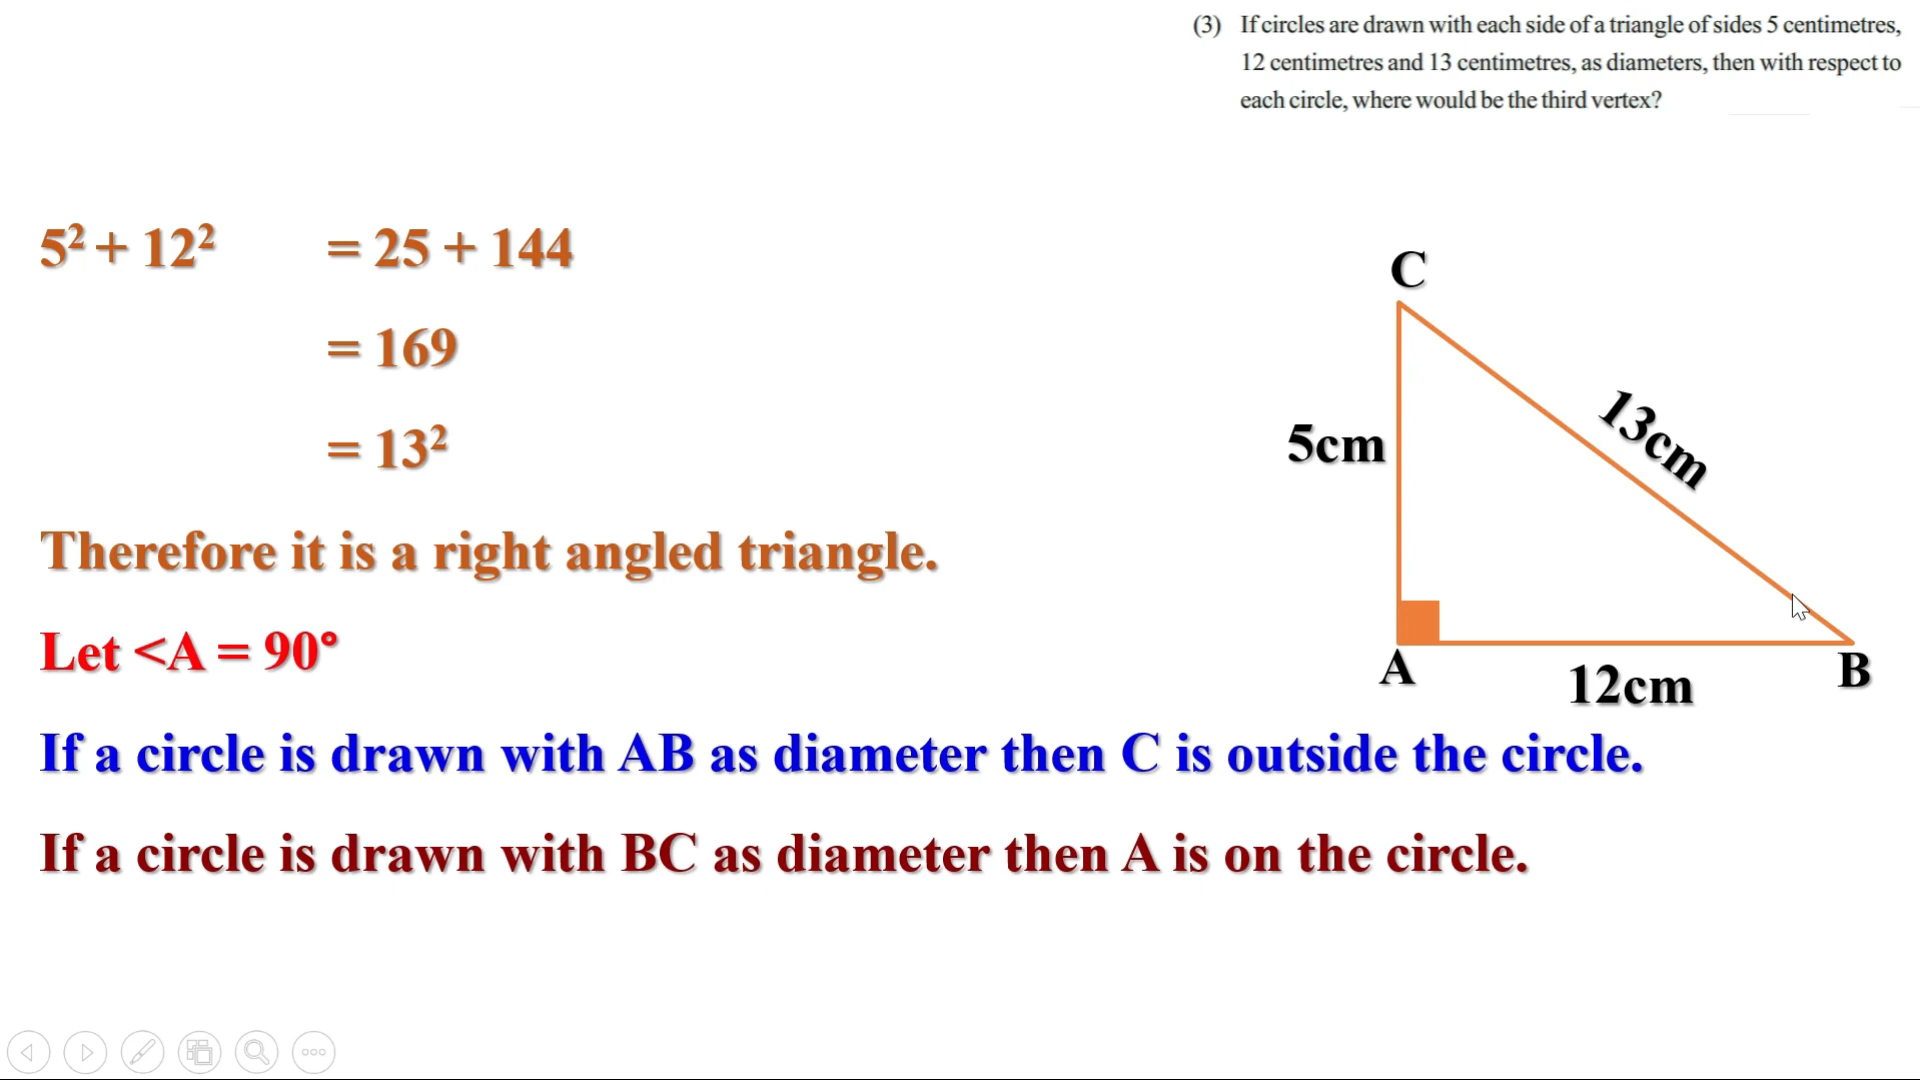 (3) If circles are drawn with each side of a triangle of sides 5 centimetres,
12 centimetres and 13 centimetres, as diameters, then with respect to
each circle, where would be the third vertex?
5² + 12² = 25 + 144
= 169
= 13²
Therefore it is a right angled triangle.
Let <A = 90°
If a circle is drawn with AB as diameter then C is outside the circle.
If a circle is drawn with BC as diameter then A is on the circle.
C
5cm
13cm
A
12cm
B